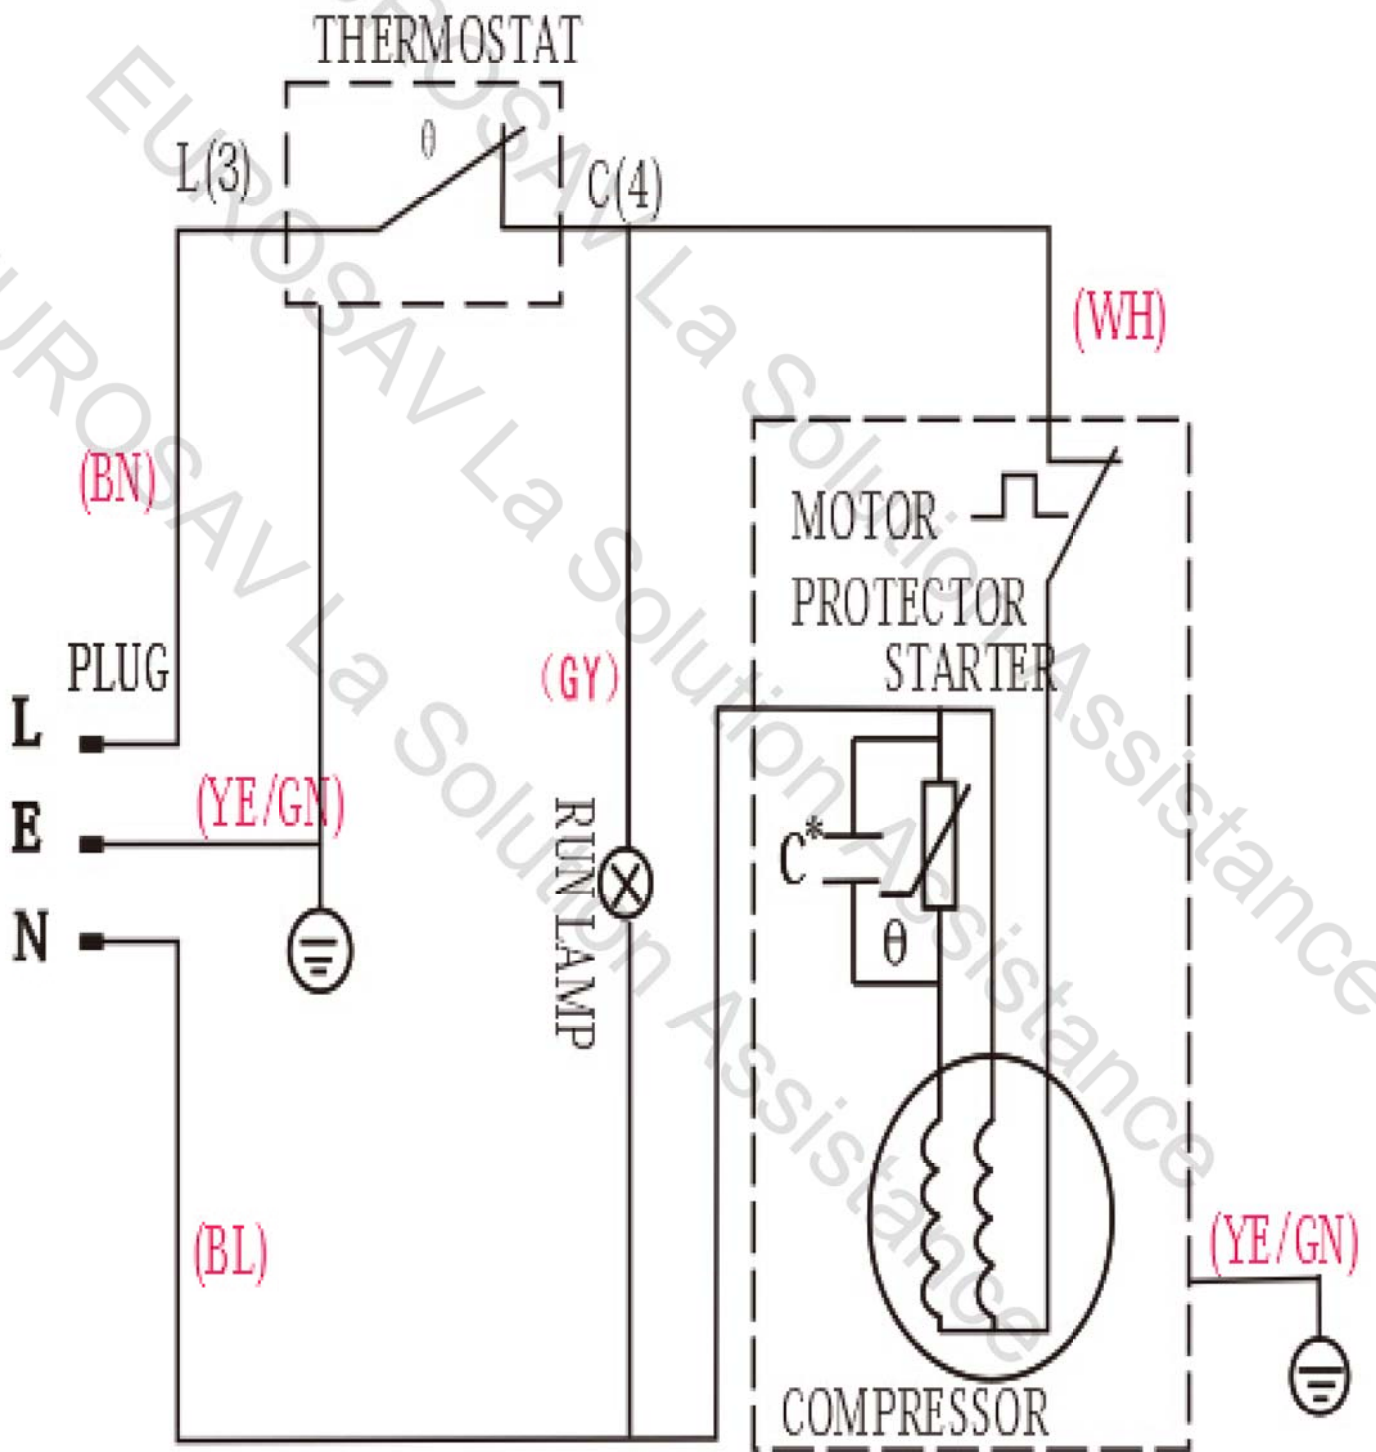 THERMOSTAT
θ
L(3)
C(4)
(WH)
(BN)
MOTOR
PROTECTOR
STARTER
PLUG
(GY)
L
(YE/GN)
E
RUN LAMP
C*
N
θ
(BL)
(YE/GN)
COMPRESSOR
EUROSAV La Solution Assistance
EUROSAV La Solution Assistance
EUROSAV La Solution Assistance